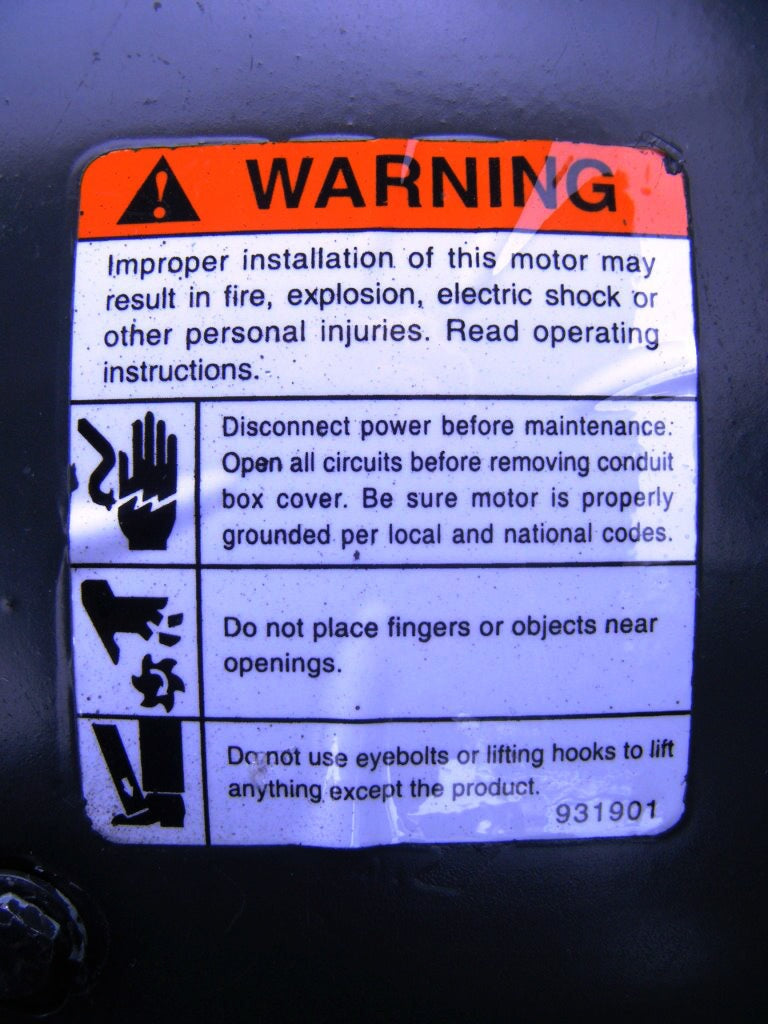 WARNING
Improper installation of this motor may
result in fire, explosion, electric shock or
other personal injuries. Read operating
instructions.
Disconnect power before maintenance.
Open all circuits before removing conduit
box cover. Be sure motor is properly
grounded per local and national codes.
Do not place fingers or objects near
openings.
Do not use eyebolts or lifting hooks to lift
anything except the product.
931901